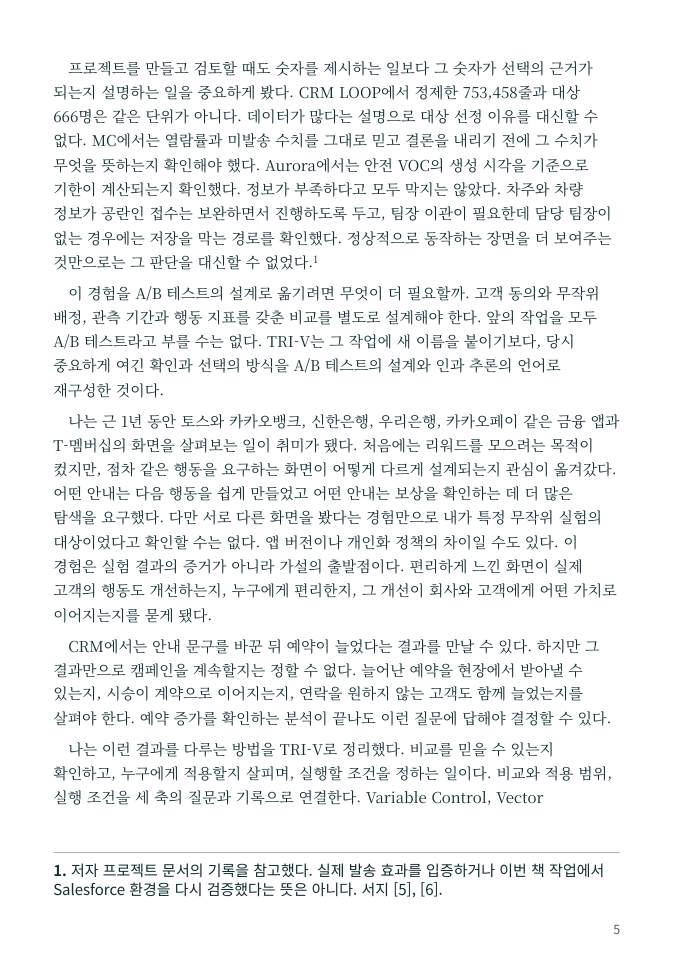 프로젝트를 만들고 검토할 때도 숫자를 제시하는 일보다 그 숫자가 선택의 근거가
되는지 설명하는 일을 중요하게 봤다. CRM LOOP에서 정제한 753,458줄과 대상
666명은 같은 단위가 아니다. 데이터가 많다는 설명으로 대상 선정 이유를 대신할 수
없다. MC에서는 열람률과 미발송 수치를 그대로 믿고 결론을 내리기 전에 그 수치가
무엇을 뜻하는지 확인해야 했다. Aurora에서는 안전 VOC의 생성 시각을 기준으로
기한이 계산되는지 확인했다. 정보가 부족하다고 모두 막지는 않았다. 차주와 차량
정보가 공란인 접수는 보완하면서 진행하도록 두고, 팀장 이관이 필요한데 담당 팀장이
없는 경우에는 저장을 막는 경로를 확인했다. 정상적으로 동작하는 장면을 더 보여주는
것만으로는 그 판단을 대신할 수 없었다.1
이 경험을 A/B 테스트의 설계로 옮기려면 무엇이 더 필요할까. 고객 동의와 무작위
배정, 관측 기간과 행동 지표를 갖춘 비교를 별도로 설계해야 한다. 앞의 작업을 모두
A/B 테스트라고 부를 수는 없다. TRI-V는 그 작업에 새 이름을 붙이기보다, 당시
중요하게 여긴 확인과 선택의 방식을 A/B 테스트의 설계와 인과 추론의 언어로
재구성한 것이다.
나는 근 1년 동안 토스와 카카오뱅크, 신한은행, 우리은행, 카카오페이 같은 금융 앱과
T-멤버십의 화면을 살펴보는 일이 취미가 됐다. 처음에는 리워드를 모으려는 목적이
컸지만, 점차 같은 행동을 요구하는 화면이 어떻게 다르게 설계되는지 관심이 옮겨갔다.
어떤 안내는 다음 행동을 쉽게 만들었고 어떤 안내는 보상을 확인하는 데 더 많은
탐색을 요구했다. 다만 서로 다른 화면을 봤다는 경험만으로 내가 특정 무작위 실험의
대상이었다고 확인할 수는 없다. 앱 버전이나 개인화 정책의 차이일 수도 있다. 이
경험은 실험 결과의 증거가 아니라 가설의 출발점이다. 편리하게 느낀 화면이 실제
고객의 행동도 개선하는지, 누구에게 편리한지, 그 개선이 회사와 고객에게 어떤 가치로
이어지는지를 묻게 됐다.
CRM에서는 안내 문구를 바꾼 뒤 예약이 늘었다는 결과를 만날 수 있다. 하지만 그
결과만으로 캠페인을 계속할지는 정할 수 없다. 늘어난 예약을 현장에서 받아낼 수
있는지, 시승이 계약으로 이어지는지, 연락을 원하지 않는 고객도 함께 늘었는지를
살펴야 한다. 예약 증가를 확인하는 분석이 끝나도 이런 질문에 답해야 결정할 수 있다.
나는 이런 결과를 다루는 방법을 TRI-V로 정리했다. 비교를 믿을 수 있는지
확인하고, 누구에게 적용할지 살피며, 실행할 조건을 정하는 일이다. 비교와 적용 범위,
실행 조건을 세 축의 질문과 기록으로 연결한다. Variable Control, Vector
1. 저자 프로젝트 문서의 기록을 참고했다. 실제 발송 효과를 입증하거나 이번 책 작업에서
Salesforce 환경을 다시 검증했다는 뜻은 아니다. 서지 [5], [6].
5